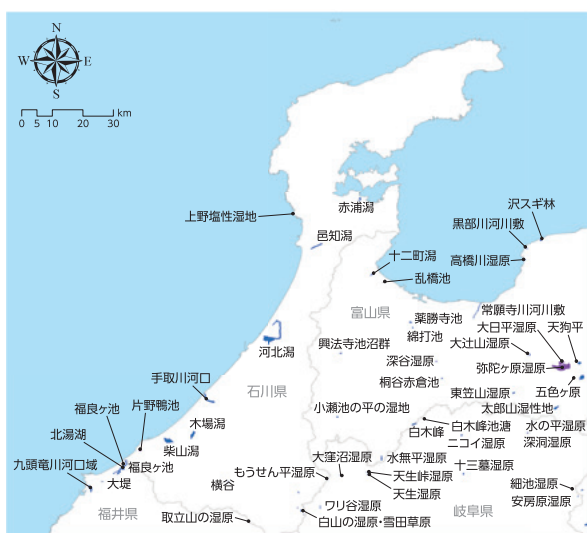 N
W E
S
km
0 5 10 20 30
沢スギ林
黒部川河川敷
赤浦潟
上野塩性湿地
邑知潟
高橋川湿原
十二町潟
乱橋池
富山県
常願寺川河川敷
薬勝寺池
大日平湿原
天狗平
綿打池
大辻山湿原
興法寺池沼群
河北潟
深谷湿原
弥陀ヶ原湿原
手取川河口
桐谷赤倉池
五色ヶ原
石川県
東笠山湿原
福良ヶ池
片野鴨池
小瀬池の平の湿地
太郎山湿性地
木場潟
白木峰
白木峰池塘
水の平湿原
北湯湖
ニコイ湿原
深洞湿原
柴山潟
九頭竜川河口域
福良ヶ池
大窪沼湿原
水無平湿原
大堤
もうせん平湿原
天生峠湿原
十三墓湿原
横谷
天生湿原
細池湿原
福井県
ワリ谷湿原
岐阜県
安房原湿原
取立山の湿原
白山の湿原・雪田草原